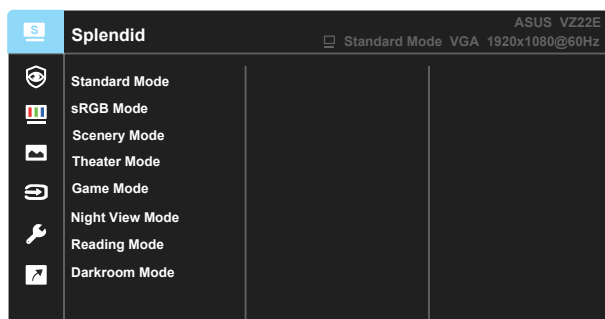 S
Splendid
ASUS VZ22E
Standard Mode VGA 1920x1080@60Hz
Standard Mode
sRGB Mode
Scenery Mode
Theater Mode
Game Mode
Night View Mode
Reading Mode
Darkroom Mode